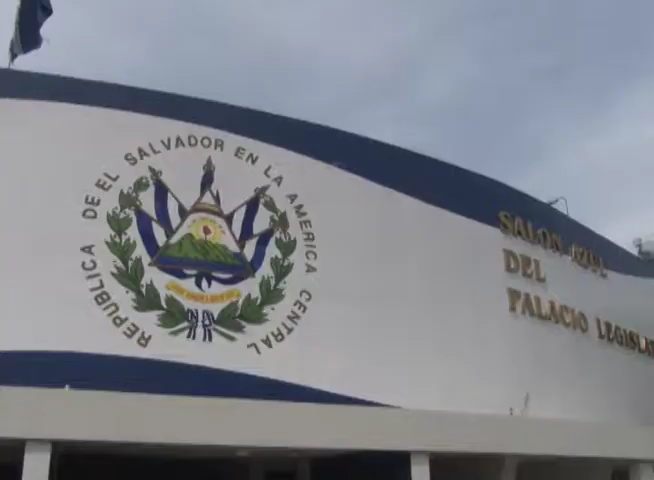 REPUBLICA DE EL SALVADOR EN LA AMERICA CENTRAL
SALON AZUL
DEL
PALACIO LEGISLA